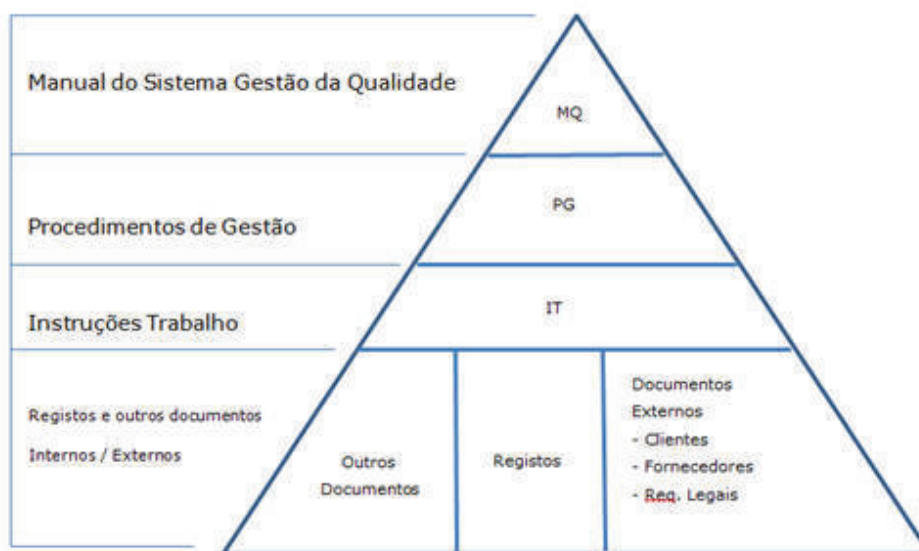 Manual do Sistema Gestão da Qualidade
MQ
Procedimentos de Gestão
PG
Instruções Trabalho
IT
Registos e outros documentos
Internos / Externos
Outros
Documentos
Registos
Documentos
Externos
- Clientes
- Fornecedores
- Req. Legais